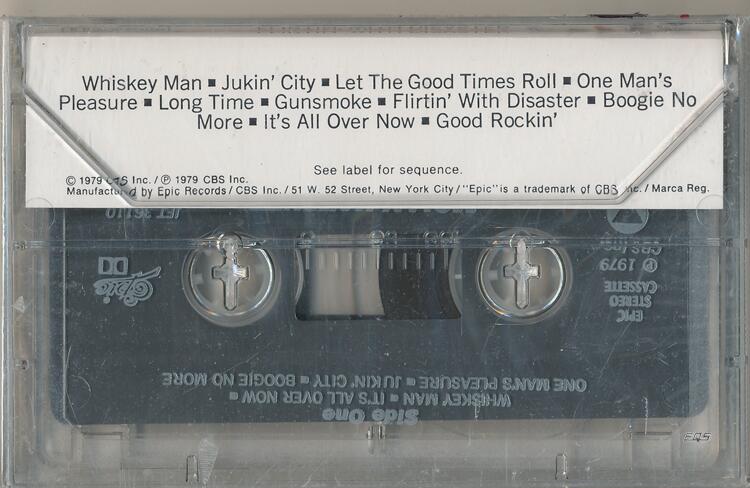 Whiskey Man ▪ Jukin' City ▪ Let The Good Times Roll ▪ One Man's
Pleasure ▪ Long Time ▪ Gunsmoke ▪ Flirtin' With Disaster ▪ Boogie No
More ▪ It's All Over Now ▪ Good Rockin'
See label for sequence.
© 1979 CBS Inc./ ℗ 1979 CBS Inc.
Manufactured by Epic Records/ CBS Inc./ 51 W. 52 Street, New York City/ "Epic" is a trademark of CBS Inc./ Marca Reg.
JET 36110
CBS Inc.
℗ 1979
Epic
EPIC
STEREO
CASSETTE
Side One
WHISKEY MAN ▪ IT'S ALL OVER NOW ▪
ONE MAN'S PLEASURE ▪ JUKIN' CITY ▪ BOOGIE NO MORE